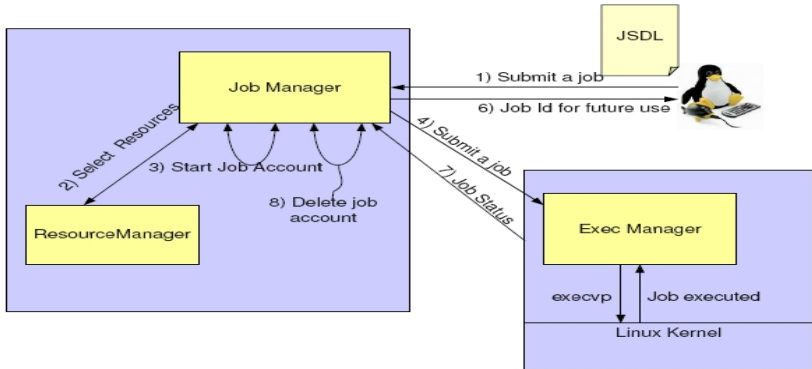 JSDL
Job Manager
1) Submit a job
6) Job Id for future use
2) Select Resources
3) Start Job Account
4) Submit a job
7) Job Status
8) Delete job
account
ResourceManager
Exec Manager
execvp
Job executed
Linux Kernel